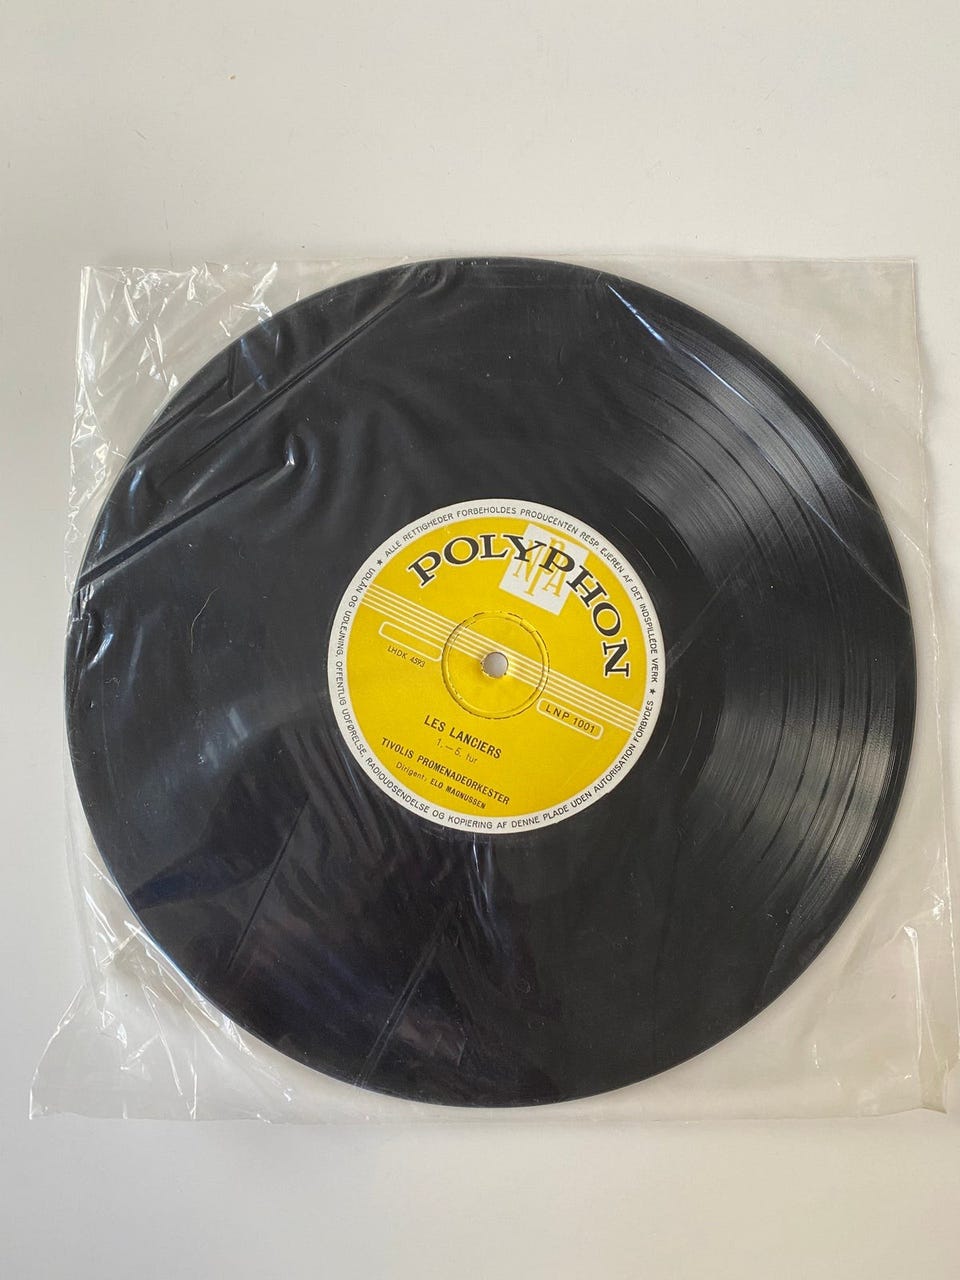 ★ ALLE RETTIGHEDER FORBEHOLDES PRODUCENTEN RESP. EJEREN AF DET INDSPILLEDE VÆRK ★
UDLÅN OG UDLEJNING, OFFENTLIG UDFØRELSE, RADIOUDSENDELSE OG KOPIERING AF DENNE PLADE UDEN AUTORISATION FORBYDES
POLYPHON
LHDK 4593
LNP 1001
LES LANCIERS
1.—5. tur
TIVOLIS PROMENADEORKESTER
Dirigent: ELO MAGNUSSEN